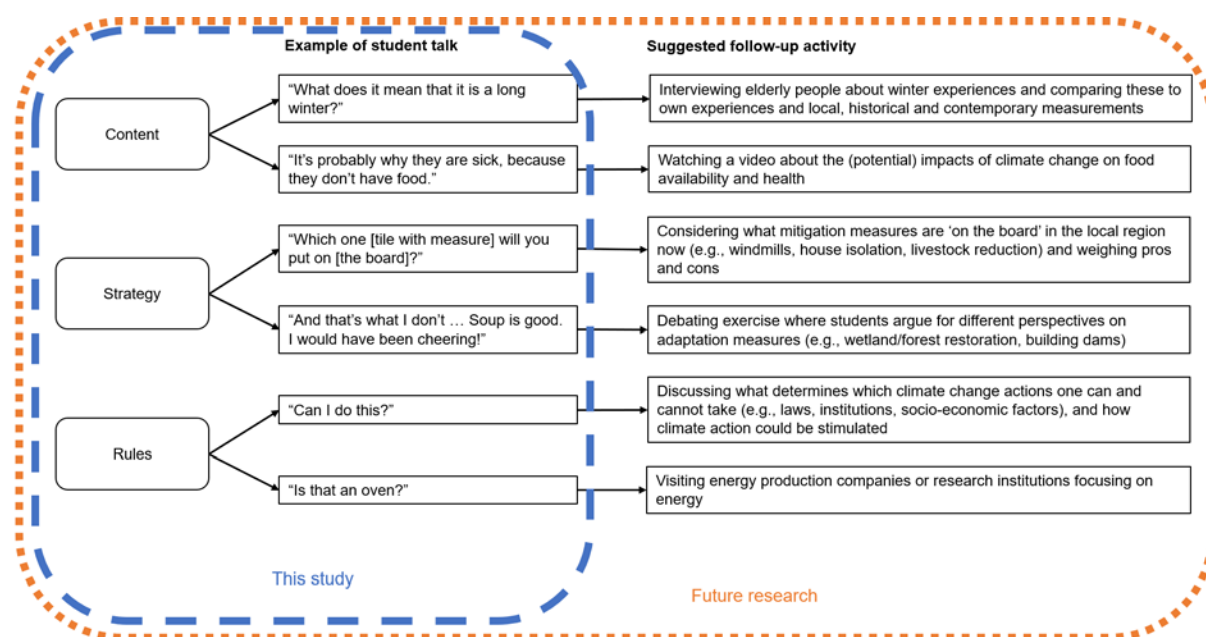 Example of student talk
Suggested follow-up activity
Content
“What does it mean that it is a long
winter?”
Interviewing elderly people about winter experiences and comparing these to
own experiences and local, historical and contemporary measurements
“It’s probably why they are sick, because
they don’t have food.”
Watching a video about the (potential) impacts of climate change on food
availability and health
Strategy
“Which one [tile with measure] will you
put on [the board]?”
Considering what mitigation measures are ‘on the board’ in the local region
now (e.g., windmills, house isolation, livestock reduction) and weighing pros
and cons
“And that’s what I don’t … Soup is good.
I would have been cheering!”
Debating exercise where students argue for different perspectives on
adaptation measures (e.g., wetland/forest restoration, building dams)
Rules
“Can I do this?”
Discussing what determines which climate change actions one can and
cannot take (e.g., laws, institutions, socio-economic factors), and how
climate action could be stimulated
“Is that an oven?”
Visiting energy production companies or research institutions focusing on
energy
This study
Future research